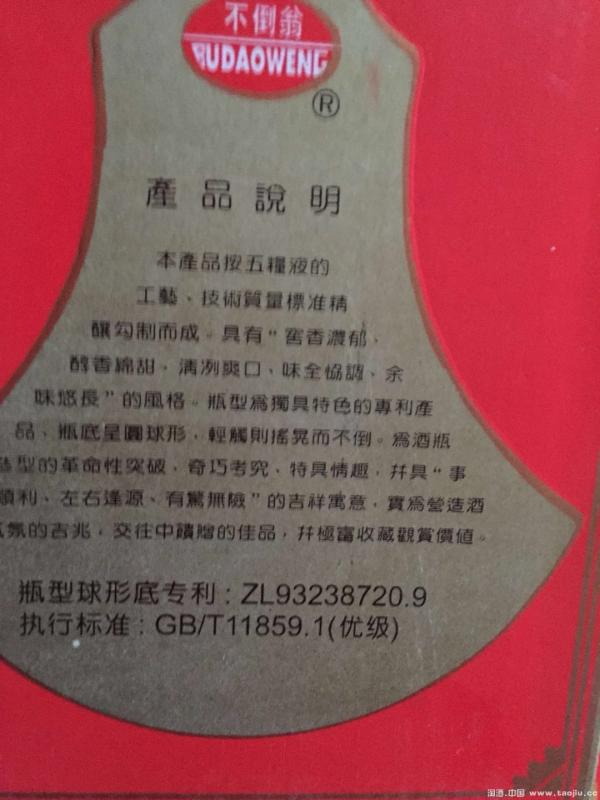 不倒翁
BUDAOWENG
®
產品說明
本產品按五糧液的
工藝、技術質量標准精
釀勾制而成。具有“窖香濃郁、
醇香綿甜，清冽爽口、味全恊調、余
味悠長”的風格。瓶型爲獨具特色的專利產
品、瓶底呈圓球形，輕觸則搖晃而不倒。爲酒瓶
造型的革命性突破，奇巧考究、特具情趣，幷具“事
順利、左右逢源、有驚無險”的吉祥寓意，實爲營造酒
氛的吉兆，交往中饋贈的佳品，幷極富收藏觀賞價值。
瓶型球形底专利：ZL93238720.9
执行标准：GB/T11859.1(优级)
淘酒.中国 www.taojiu.cc